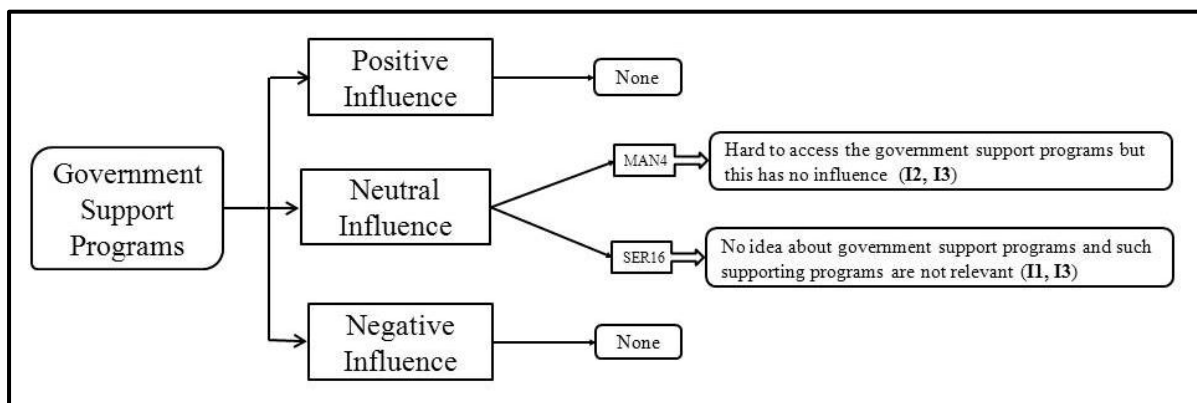 Government
Support
Programs
Positive
Influence
None
Neutral
Influence
MAN4
Hard to access the government support programs but
this has no influence (I2, I3)
SER16
No idea about government support programs and such
supporting programs are not relevant (I1, I3)
Negative
Influence
None